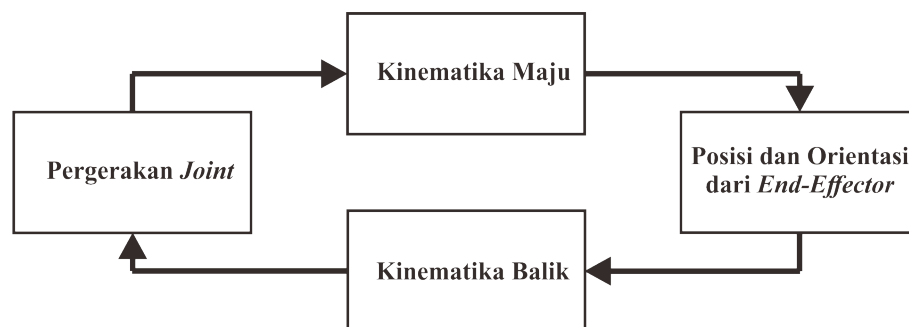 Kinematika Maju
Pergerakan Joint
Posisi dan Orientasi
dari End-Effector
Kinematika Balik